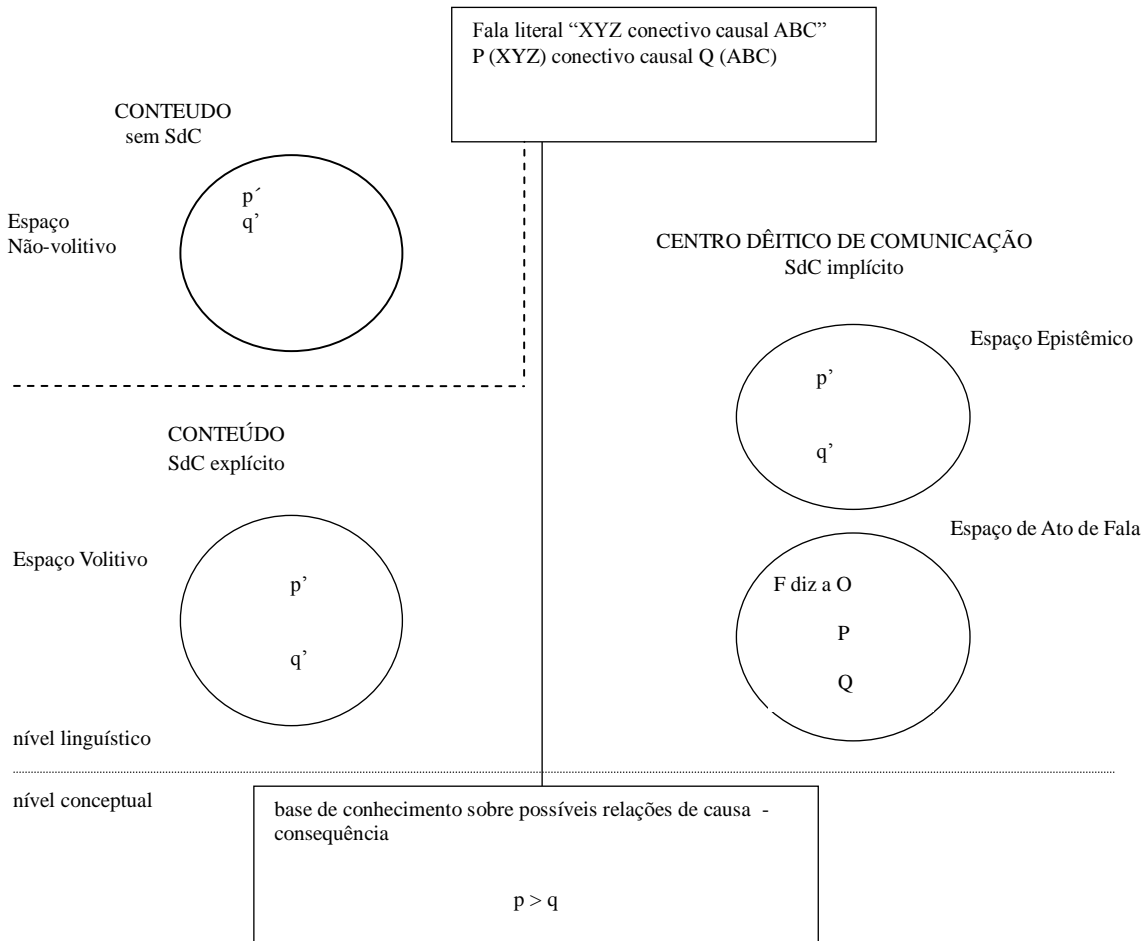 Fala literal “XYZ conectivo causal ABC”
P (XYZ) conectivo causal Q (ABC)
CONTEUDO
sem SdC
p´
q’
Espaço
Não-volitivo
CENTRO DÊITICO DE COMUNICAÇÃO
SdC implícito
Espaço Epistêmico
p’
q’
CONTEÚDO
SdC explícito
Espaço Volitivo
p’
q’
Espaço de Ato de Fala
F diz a O
P
Q
nível linguístico
nível conceptual
base de conhecimento sobre possíveis relações de causa -
consequência
p > q